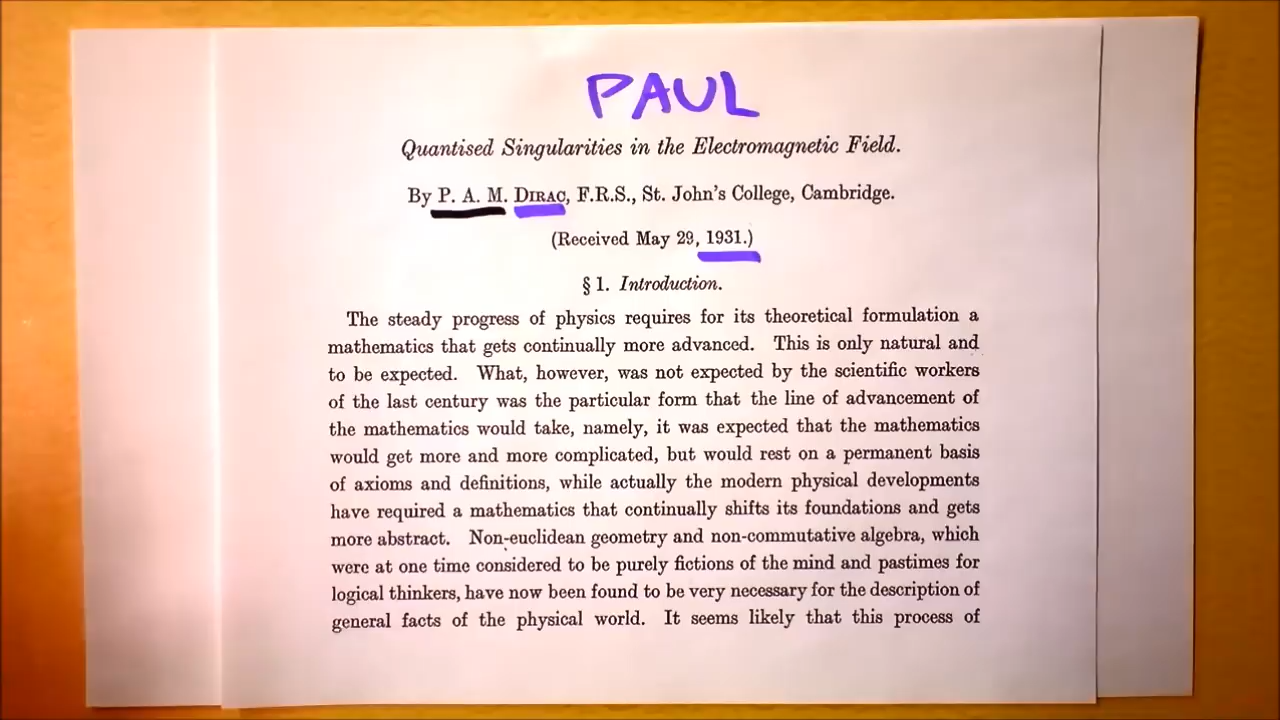 PAUL
Quantised Singularities in the Electromagnetic Field.
By P. A. M. DIRAC, F.R.S., St. John's College, Cambridge.
(Received May 29, 1931.)
§ 1. Introduction.
The steady progress of physics requires for its theoretical formulation a
mathematics that gets continually more advanced. This is only natural and
to be expected. What, however, was not expected by the scientific workers
of the last century was the particular form that the line of advancement of
the mathematics would take, namely, it was expected that the mathematics
would get more and more complicated, but would rest on a permanent basis
of axioms and definitions, while actually the modern physical developments
have required a mathematics that continually shifts its foundations and gets
more abstract. Non-euclidean geometry and non-commutative algebra, which
were at one time considered to be purely fictions of the mind and pastimes for
logical thinkers, have now been found to be very necessary for the description of
general facts of the physical world. It seems likely that this process of